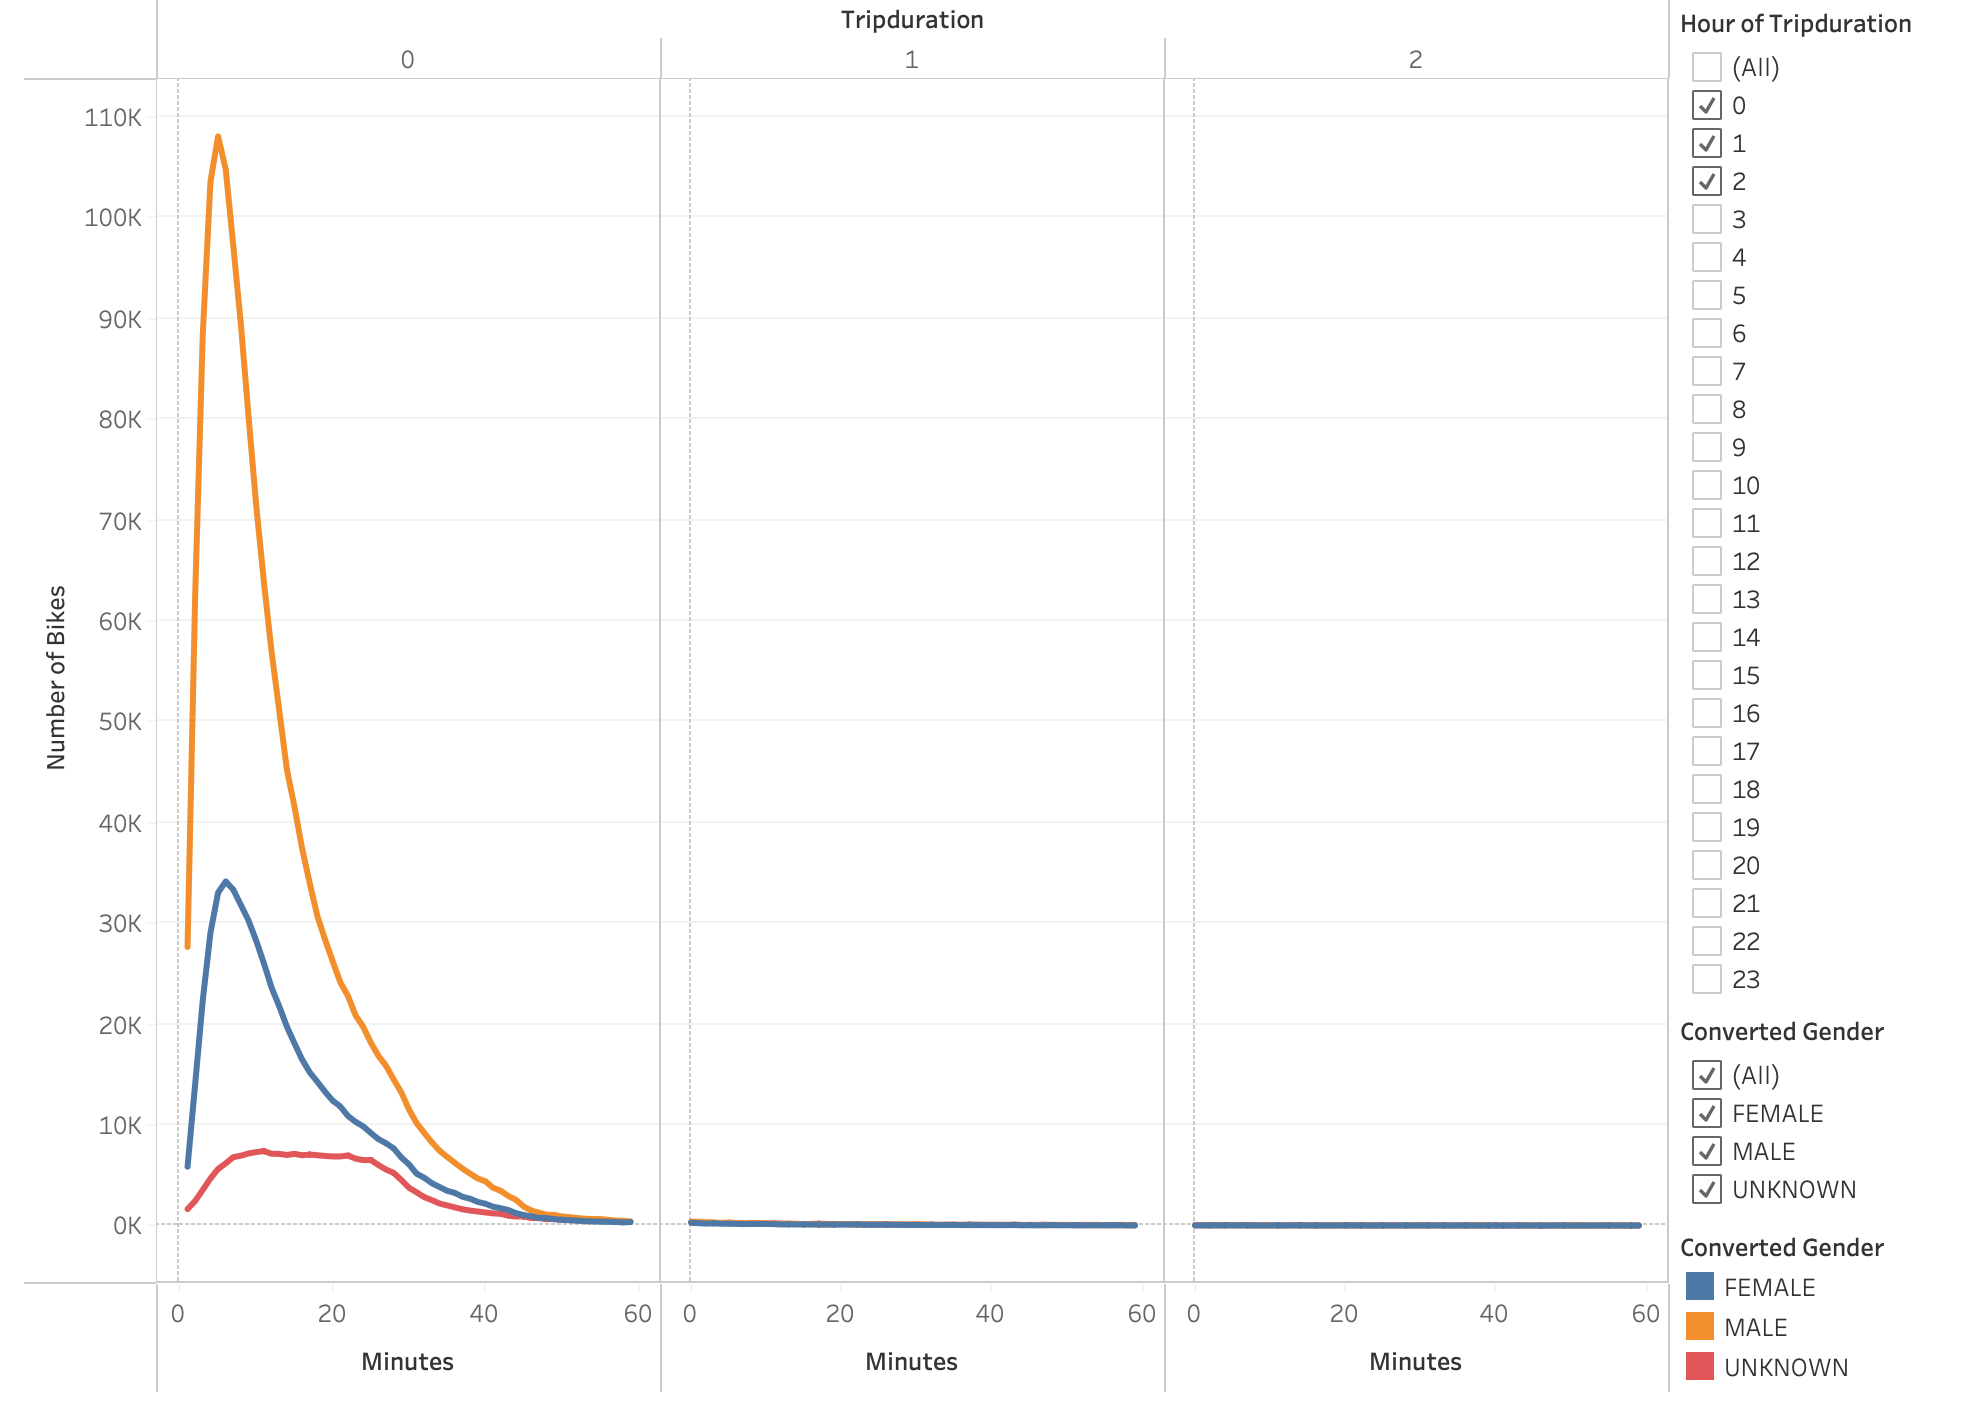 Tripduration
0
1
2
110K
100K
90K
80K
70K
60K
50K
40K
30K
20K
10K
0K
Number of Bikes
0 20 40 60
0 20 40 60
0 20 40 60
Minutes
Minutes
Minutes
Hour of Tripduration
(All)
0
1
2
3
4
5
6
7
8
9
10
11
12
13
14
15
16
17
18
19
20
21
22
23
Converted Gender
(All)
FEMALE
MALE
UNKNOWN
Converted Gender
FEMALE
MALE
UNKNOWN